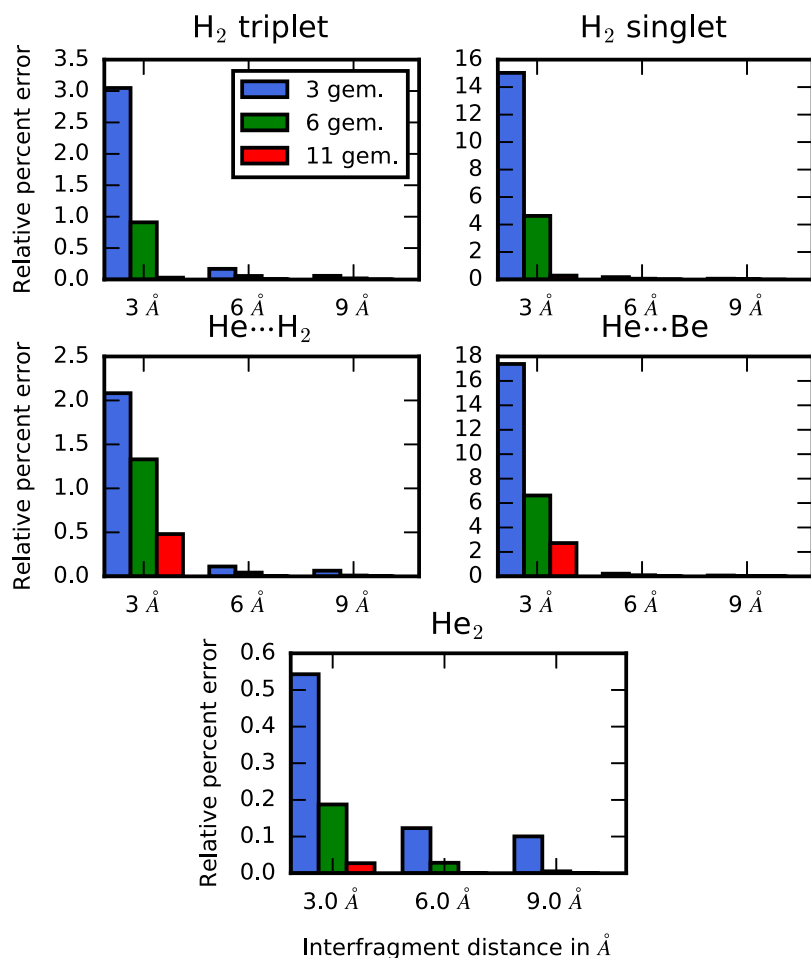 H₂ triplet
H₂ singlet
Relative percent error
3.5
3.0
2.5
2.0
1.5
1.0
0.5
0.0
3 gem.
6 gem.
11 gem.
3 Å
6 Å
9 Å
16
14
12
10
8
6
4
2
0
3 Å
6 Å
9 Å
He···H₂
He···Be
Relative percent error
2.5
2.0
1.5
1.0
0.5
0.0
3 Å
6 Å
9 Å
18
16
14
12
10
8
6
4
2
0
3 Å
6 Å
9 Å
He₂
Relative percent error
0.6
0.5
0.4
0.3
0.2
0.1
0.0
3.0 Å
6.0 Å
9.0 Å
Interfragment distance in Å